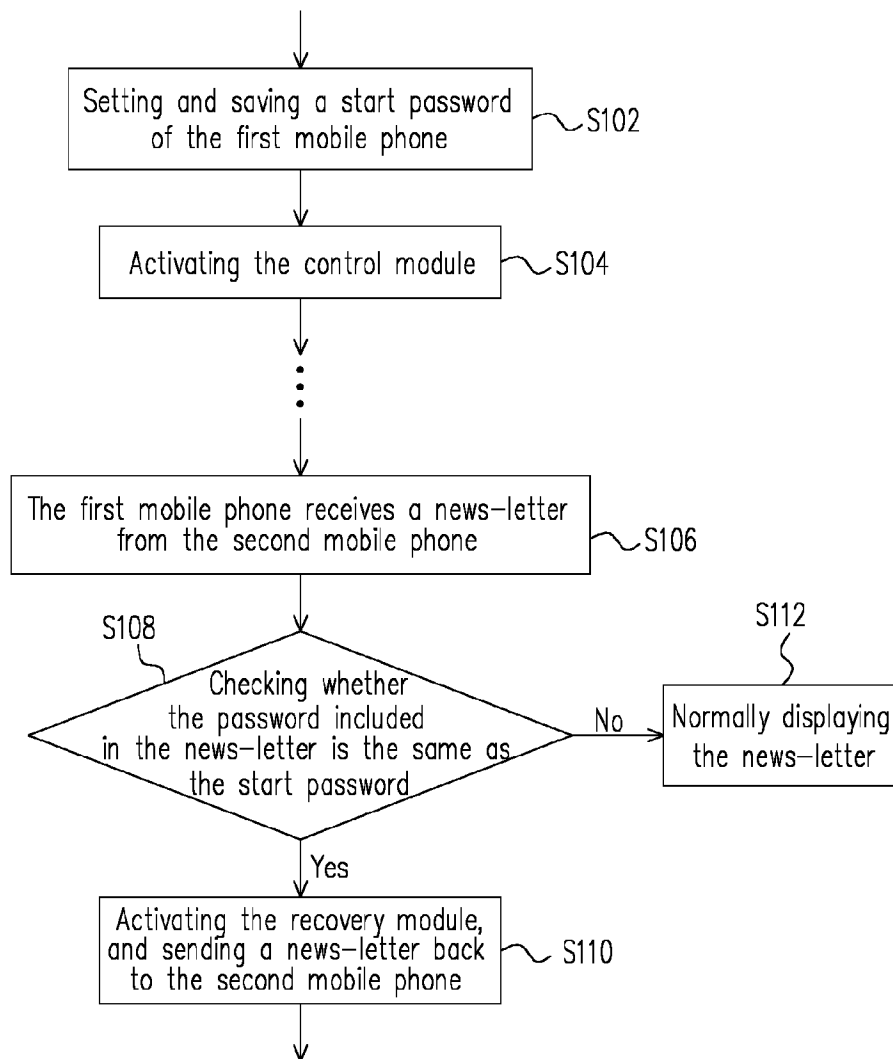 Setting and saving a start password
of the first mobile phone
S102
Activating the control module
S104
The first mobile phone receives a news-letter
from the second mobile phone
S106
S108
Checking whether
the password included
in the news-letter is the same as
the start password
No
S112
Normally displaying
the news-letter
Yes
Activating the recovery module,
and sending a news-letter back
to the second mobile phone
S110